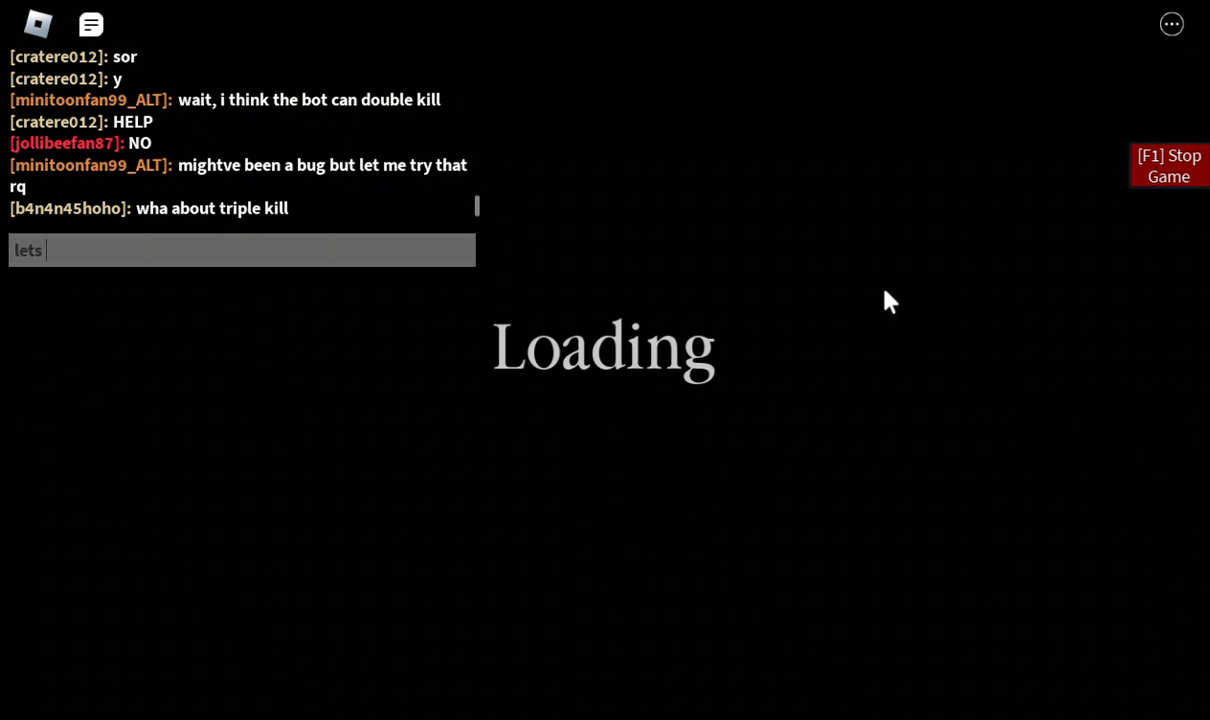 [cratere012]: sor
[cratere012]: y
[minitoonfan99_ALT]: wait, i think the bot can double kill
[cratere012]: HELP
[jollibeefan87]: NO
[minitoonfan99_ALT]: mightve been a bug but let me try that
rq
[b4n4n45hoho]: wha about triple kill
lets
[F1] Stop
Game
Loading